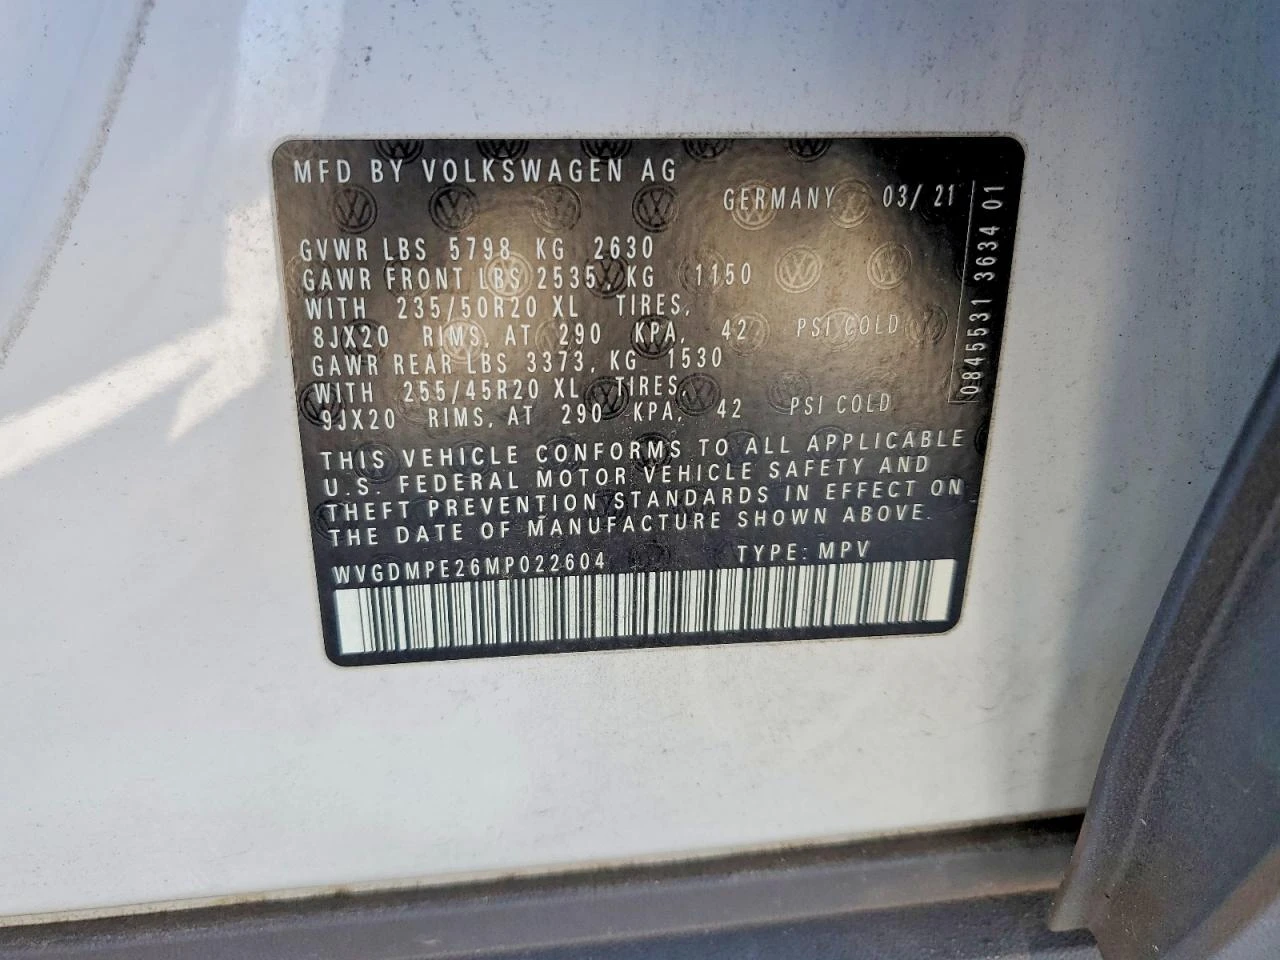 MFD BY VOLKSWAGEN AG
GERMANY 03/ 21
GVWR LBS 5798, KG 2630
GAWR FRONT LBS 2535, KG 1150
WITH 235/50R20 XL TIRES,
8JX20 RIMS, AT 290 KPA, 42 PSI COLD
GAWR REAR LBS 3373, KG 1530
WITH 255/45R20 XL TIRES,
9JX20 RIMS, AT 290 KPA, 42 PSI COLD
THIS VEHICLE CONFORMS TO ALL APPLICABLE
U.S. FEDERAL MOTOR VEHICLE SAFETY AND
THEFT PREVENTION STANDARDS IN EFFECT ON
THE DATE OF MANUFACTURE SHOWN ABOVE.
WVGDMPE26MP022604 TYPE: MPV
0845531 3634 01